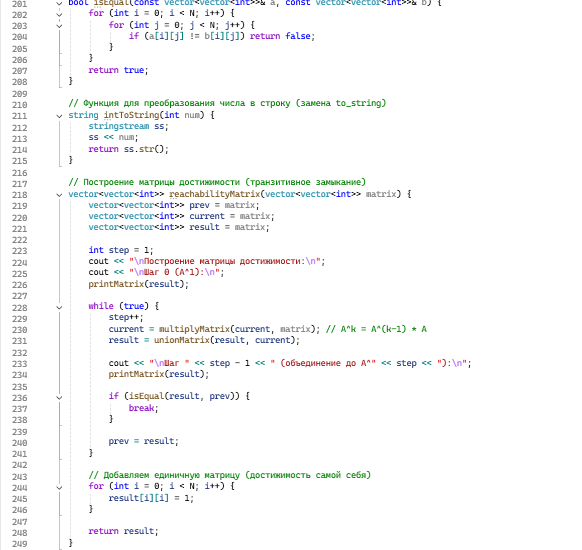 201 bool isEqual(const vector<vector<int>>& a, const vector<vector<int>>& b) {
202 for (int i = 0; i < N; i++) {
203 for (int j = 0; j < N; j++) {
204 if (a[i][j] != b[i][j]) return false;
205 }
206 }
207 return true;
208 }
209
210 // Функция для преобразования числа в строку (замена to_string)
211 string intToString(int num) {
212 stringstream ss;
213 ss << num;
214 return ss.str();
215 }
216
217 // Построение матрицы достижимости (транзитивное замыкание)
218 vector<vector<int>> reachabilityMatrix(vector<vector<int>> matrix) {
219 vector<vector<int>> prev = matrix;
220 vector<vector<int>> current = matrix;
221 vector<vector<int>> result = matrix;
222
223 int step = 1;
224 cout << "\nПостроение матрицы достижимости:\n";
225 cout << "\nШаг 0 (A^1):\n";
226 printMatrix(result);
227
228 while (true) {
229 step++;
230 current = multiplyMatrix(current, matrix); // A^k = A^(k-1) * A
231 result = unionMatrix(result, current);
232
233 cout << "\nШаг " << step - 1 << " (объединение до A^" << step << "):\n";
234 printMatrix(result);
235
236 if (isEqual(result, prev)) {
237 break;
238 }
239
240 prev = result;
241 }
242
243 // Добавляем единичную матрицу (достижимость самой себя)
244 for (int i = 0; i < N; i++) {
245 result[i][i] = 1;
246 }
247
248 return result;
249 }